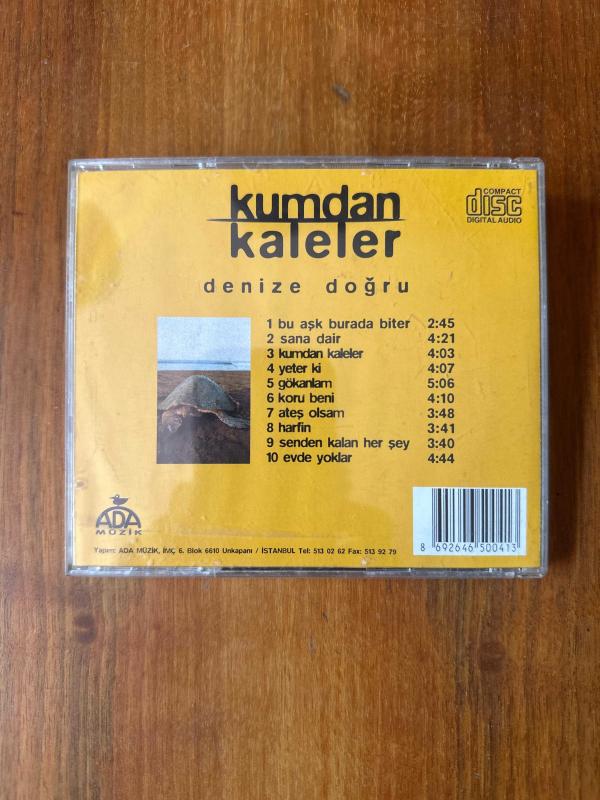 kumdan
kaleler
COMPACT
disc
DIGITAL AUDIO
denize doğru
1 bu aşk burada biter 2:45
2 sana dair 4:21
3 kumdan kaleler 4:03
4 yeter ki 4:07
5 gökanlam 5:06
6 koru beni 4:10
7 ateş olsam 3:48
8 harfin 3:41
9 senden kalan her şey 3:40
10 evde yoklar 4:44
ADA
MÜZİK
Yapım: ADA MÜZİK, İMÇ 6. Blok 6610 Unkapanı / İSTANBUL Tel: 513 02 62 Fax: 513 92 79
8 692646 500413